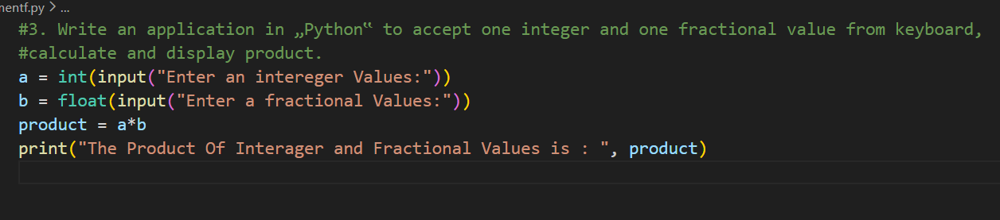 mentf.py > ...
#3. Write an application in „Python‟ to accept one integer and one fractional value from keyboard,
#calculate and display product.
a = int(input("Enter an intereger Values:"))
b = float(input("Enter a fractional Values:"))
product = a*b
print("The Product Of Interager and Fractional Values is : ", product)